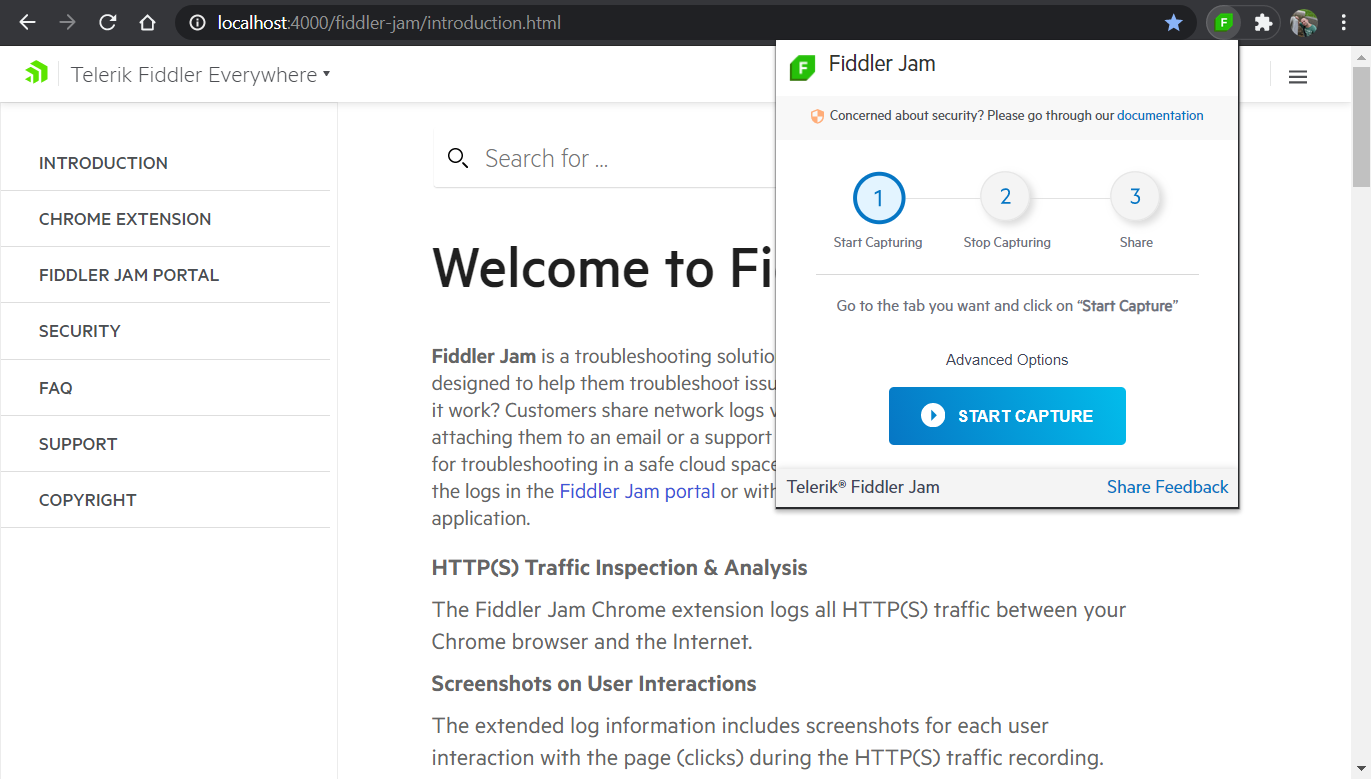 localhost:4000/fiddler-jam/introduction.html
F
Telerik Fiddler Everywhere
INTRODUCTION
CHROME EXTENSION
FIDDLER JAM PORTAL
SECURITY
FAQ
SUPPORT
COPYRIGHT
Search for ...
Welcome to Fi
Fiddler Jam is a troubleshooting solutio
designed to help them troubleshoot issu
it work? Customers share network logs v
attaching them to an email or a support
for troubleshooting in a safe cloud space
the logs in the Fiddler Jam portal or with
application.
HTTP(S) Traffic Inspection & Analysis
The Fiddler Jam Chrome extension logs all HTTP(S) traffic between your
Chrome browser and the Internet.
Screenshots on User Interactions
The extended log information includes screenshots for each user
interaction with the page (clicks) during the HTTP(S) traffic recording.
F Fiddler Jam
Concerned about security? Please go through our documentation
1 2 3
Start Capturing Stop Capturing Share
Go to the tab you want and click on “Start Capture”
Advanced Options
START CAPTURE
Telerik® Fiddler Jam Share Feedback